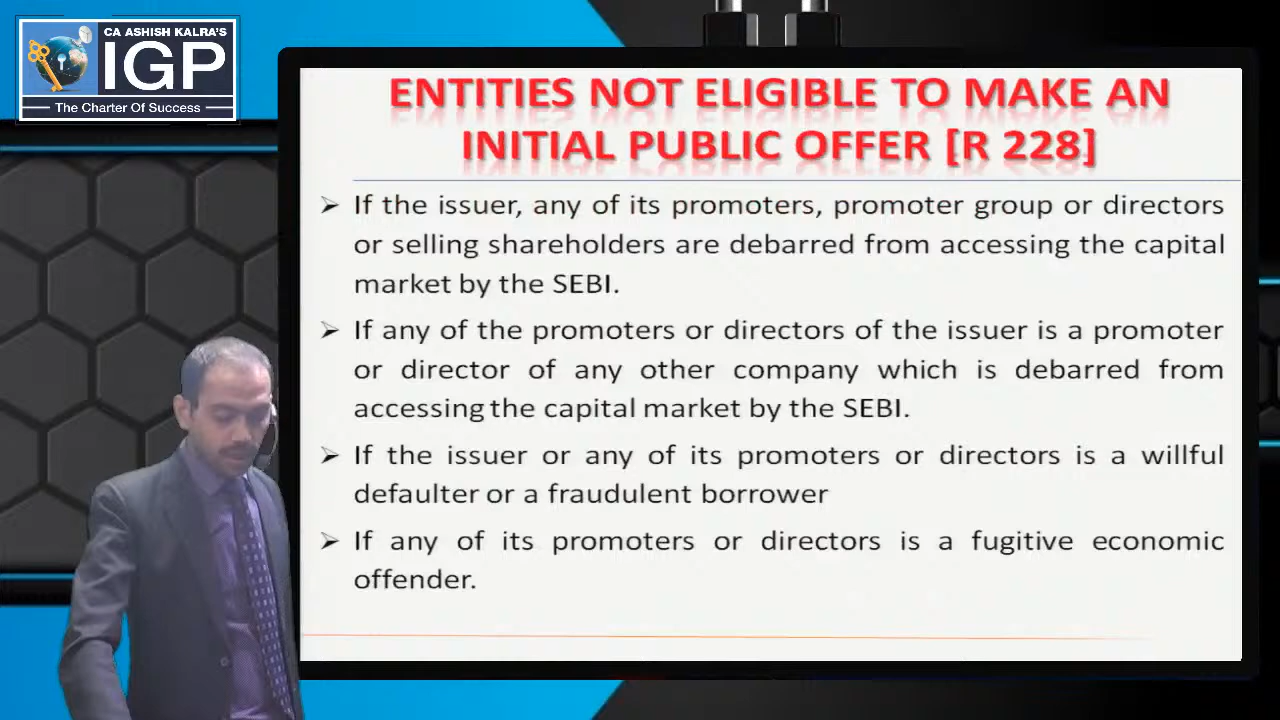 CA ASHISH KALRA'S
IGP
The Charter Of Success
ENTITIES NOT ELIGIBLE TO MAKE AN
INITIAL PUBLIC OFFER [R 228]
➢ If the issuer, any of its promoters, promoter group or directors
or selling shareholders are debarred from accessing the capital
market by the SEBI.
➢ If any of the promoters or directors of the issuer is a promoter
or director of any other company which is debarred from
accessing the capital market by the SEBI.
➢ If the issuer or any of its promoters or directors is a willful
defaulter or a fraudulent borrower
➢ If any of its promoters or directors is a fugitive economic
offender.